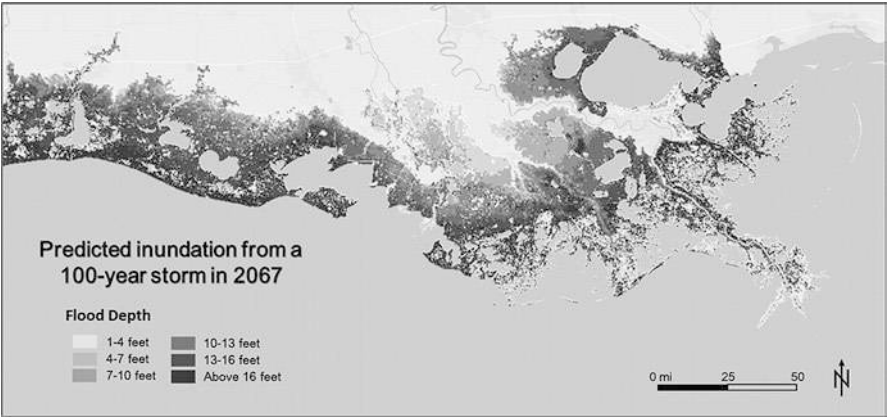 Predicted inundation from a
100-year storm in 2067
Flood Depth
1-4 feet
4-7 feet
7-10 feet
10-13 feet
13-16 feet
Above 16 feet
0 mi 25 50
N